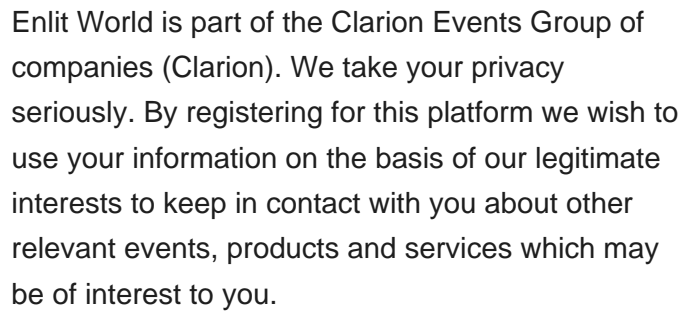 Enlit World is part of the Clarion Events Group of
companies (Clarion). We take your privacy
seriously. By registering for this platform we wish to
use your information on the basis of our legitimate
interests to keep in contact with you about other
relevant events, products and services which may
be of interest to you.